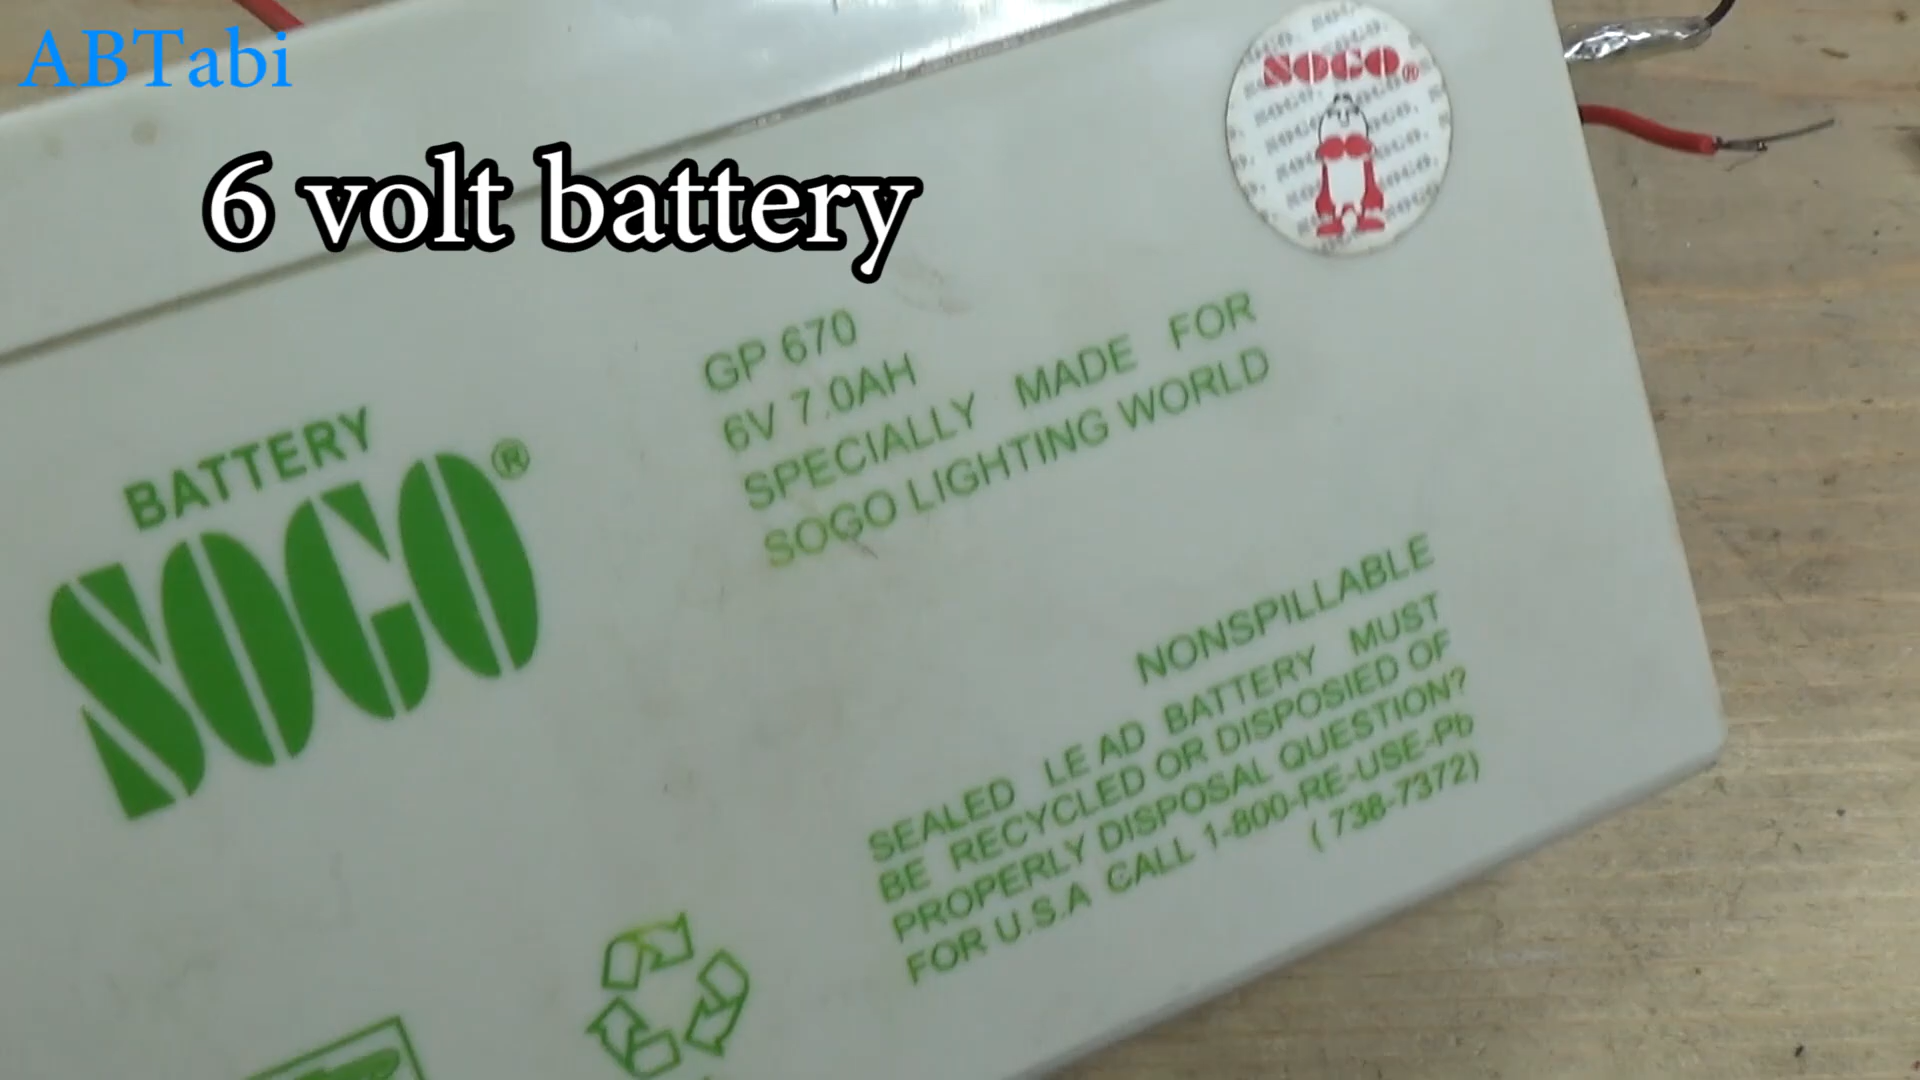 ABTabi
6 volt battery
SOGO®
GP 670
6V 7.0AH
SPECIALLY MADE FOR
SOGO LIGHTING WORLD
BATTERY
SOGO®
NONSPILLABLE
SEALED LE AD BATTERY MUST
BE RECYCLED OR DISPOSIED OF
PROPERLY DISPOSAL QUESTION?
FOR U.S.A CALL 1-800-RE-USE-Pb
( 738-7372)